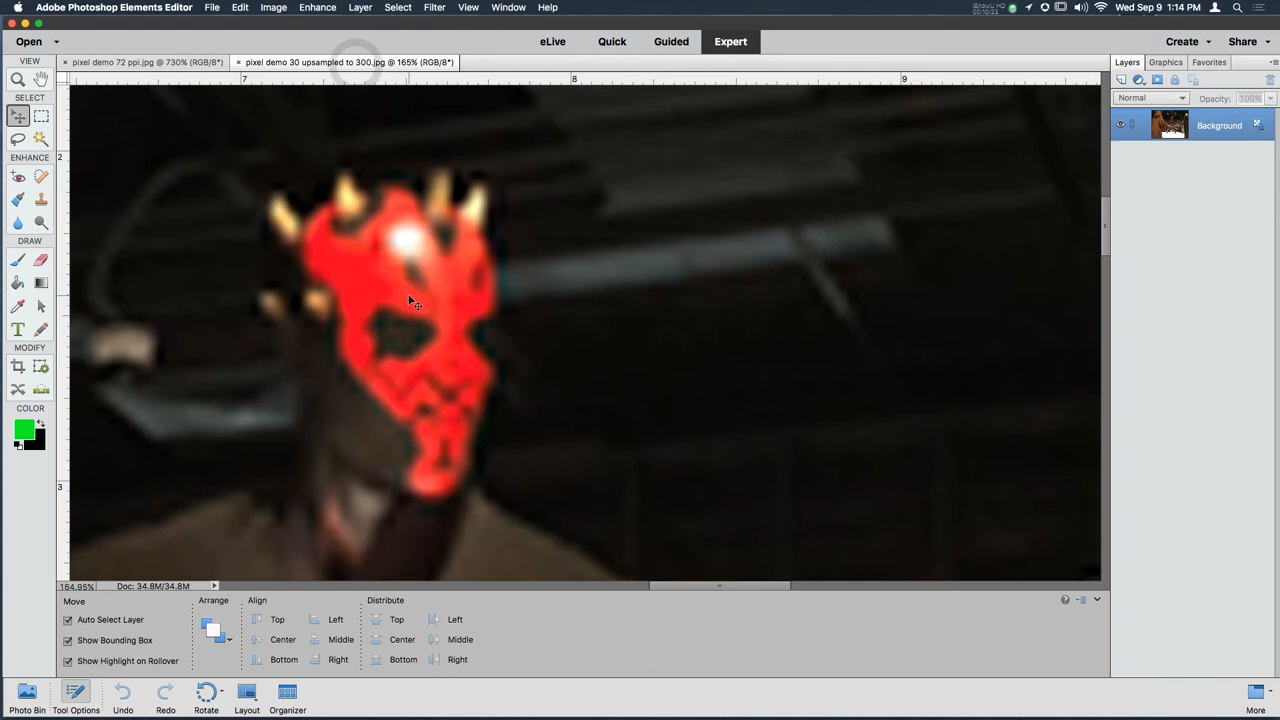 Adobe Photoshop Elements Editor File Edit Image Enhance Layer Select Filter View Window Help Wed Sep 9 1:14 PM
Open eLive Quick Guided Expert Create Share
VIEW × pixel demo 72 ppi.jpg @ 730% (RGB/8*) × pixel demo 30 upsampled to 300.jpg @ 165% (RGB/8*) Layers Graphics Favorites
7 8 9
SELECT Normal Opacity: 100%
Background
ENHANCE
2
DRAW
MODIFY
COLOR
3
164.95% Doc: 34.8M/34.8M
Move Arrange Align Distribute
Auto Select Layer Top Left Top Left
Show Bounding Box Center Middle Center Middle
Show Highlight on Rollover Bottom Right Bottom Right
Photo Bin Tool Options Undo Redo Rotate Layout Organizer More